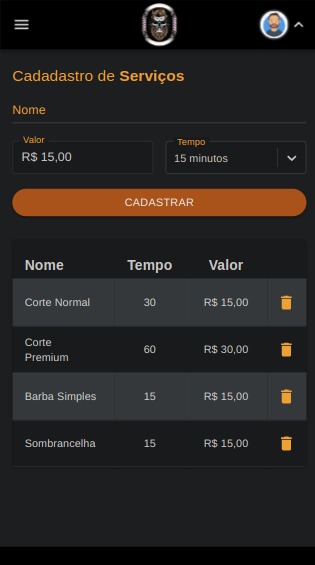 Cadadastro de Serviços
Nome
Valor
R$ 15,00
Tempo
15 minutos
CADASTRAR
Nome Tempo Valor
Corte Normal 30 R$ 15,00
Corte
Premium 60 R$ 30,00
Barba Simples 15 R$ 15,00
Sombrancelha 15 R$ 15,00